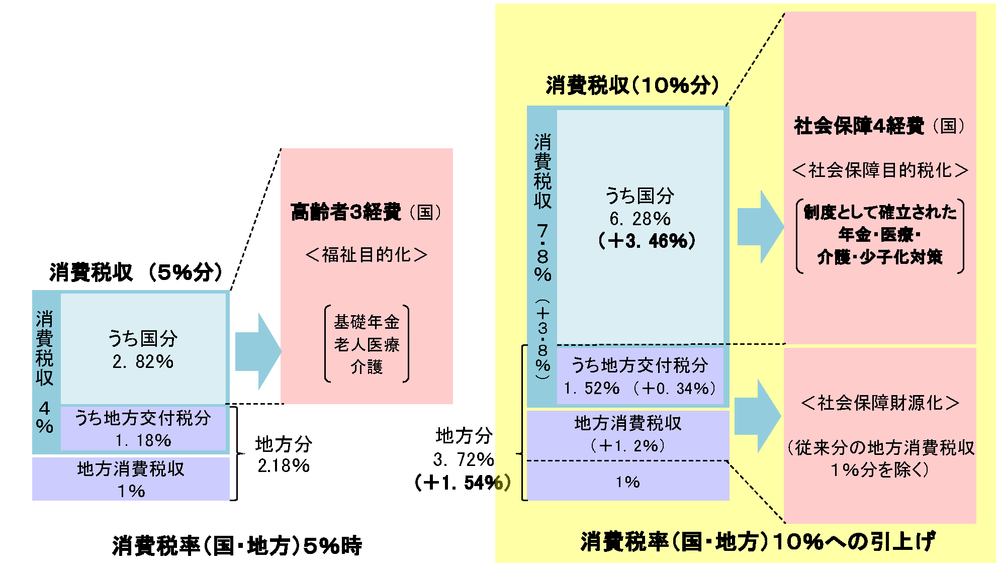 消費税収　（５％分）
消費税収　４％
うち国分
２．８２％
うち地方交付税分
１．１８％
地方消費税収
１％
地方分
2.18％
高齢者３経費（国）
＜福祉目的化＞
基礎年金
老人医療
介護
消費税率（国・地方）５％時
消費税収（１０％分）
消費税収　７・８％（＋３・８％）
うち国分
６．２８％
（＋３．４６％）
うち地方交付税分
１．５２％　（＋０．３４％）
地方消費税収
（＋１．２％）
１％
地方分
３．７２％
（＋１．５４％）
社会保障４経費（国）
＜社会保障目的税化＞
制度として確立された
年金・医療・
介護・少子化対策
＜社会保障財源化＞
（従来分の地方消費税収
１％分を除く）
消費税率（国・地方）１０％への引上げ